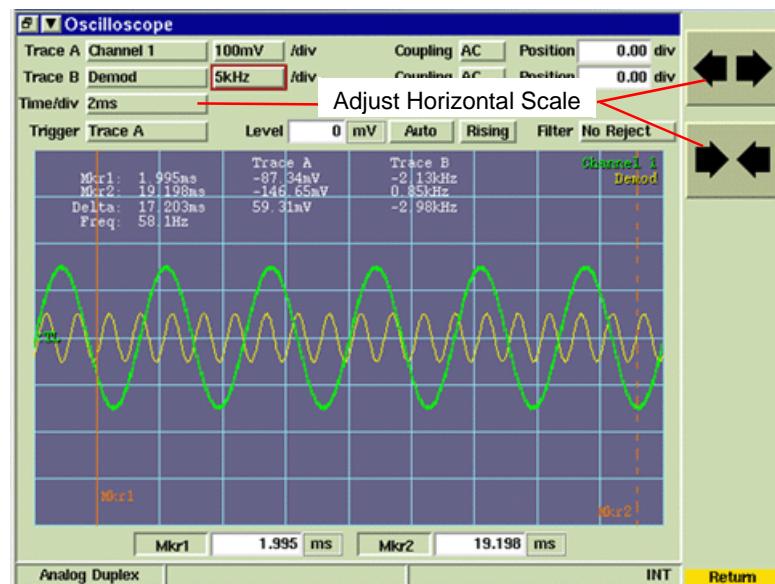 Oscilloscope
Trace A Channel 1 100mV /div Coupling AC Position 0.00 div
Trace B Demod 5kHz /div Coupling AC Position 0.00 div
Time/div 2ms
Adjust Horizontal Scale
Trigger Trace A Level 0 mV Auto Rising Filter No Reject
Trace A Trace B Channel 1
Mkr1: 1.995ms -87.34mV -2.13kHz Demod
Mkr2: 19.198ms -146.65mV 0.85kHz
Delta: 17.203ms 59.31mV -2.98kHz
Freq: 58.1Hz
Mkr1
Mkr2
Mkr1 1.995 ms Mkr2 19.198 ms
Analog Duplex INT Return